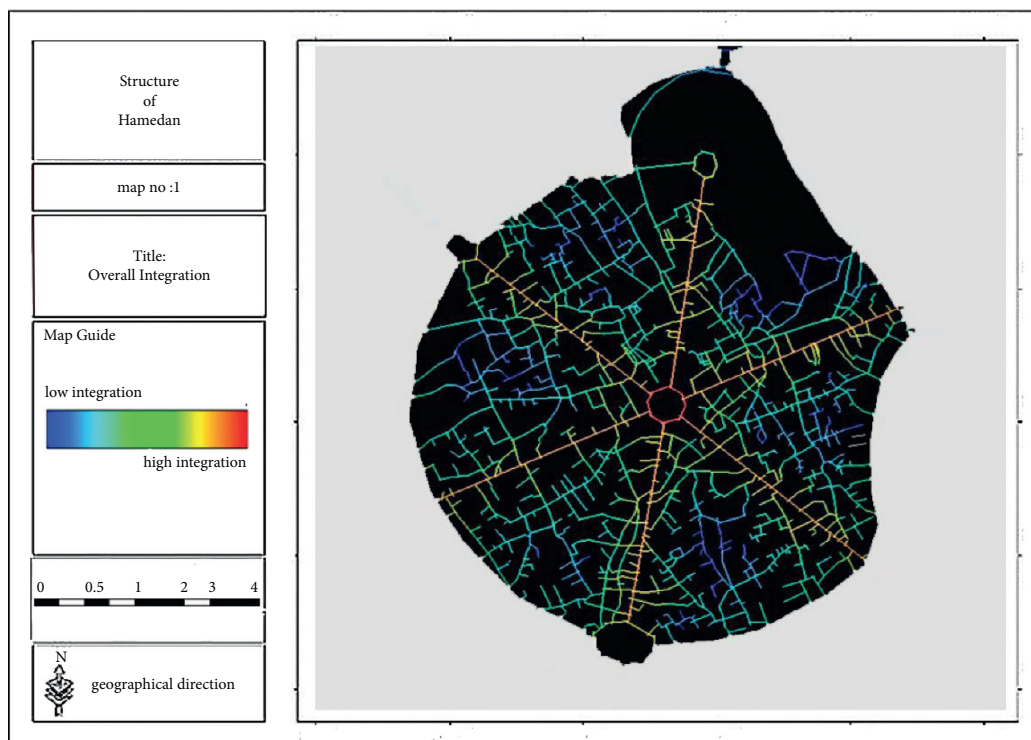 Structure
of
Hamedan
map no :1
Title:
Overall Integration
Map Guide
low integration
high integration
0 0.5 1 2 3 4
N
geographical direction